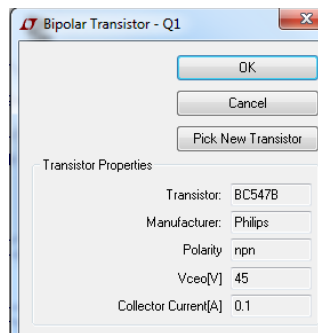 Bipolar Transistor - Q1
OK
Cancel
Pick New Transistor
Transistor Properties
Transistor: BC547B
Manufacturer: Philips
Polarity npn
Vceo[V] 45
Collector Current[A] 0.1